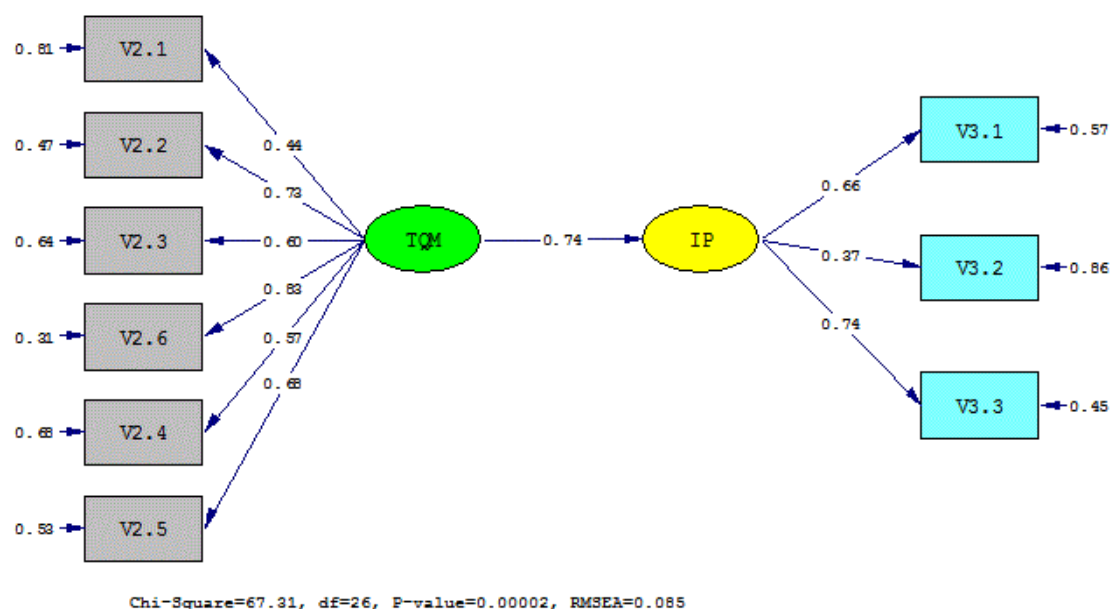 0.81 V2.1
0.47 V2.2
0.64 V2.3
0.31 V2.6
0.68 V2.4
0.53 V2.5
0.44
0.73
0.60
0.83
0.57
0.68
TQM
0.74
IP
0.66
0.37
0.74
V3.1 0.57
V3.2 0.86
V3.3 0.45
Chi-Square=67.31, df=26, P-value=0.00002, RMSEA=0.085